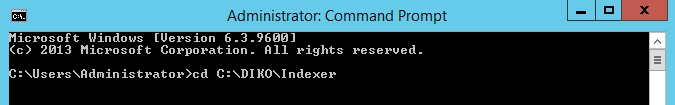 Administrator: Command Prompt
Microsoft Windows [Version 6.3.9600]
(c) 2013 Microsoft Corporation. All rights reserved.
C:\Users\Administrator>cd C:\DIKO\Indexer